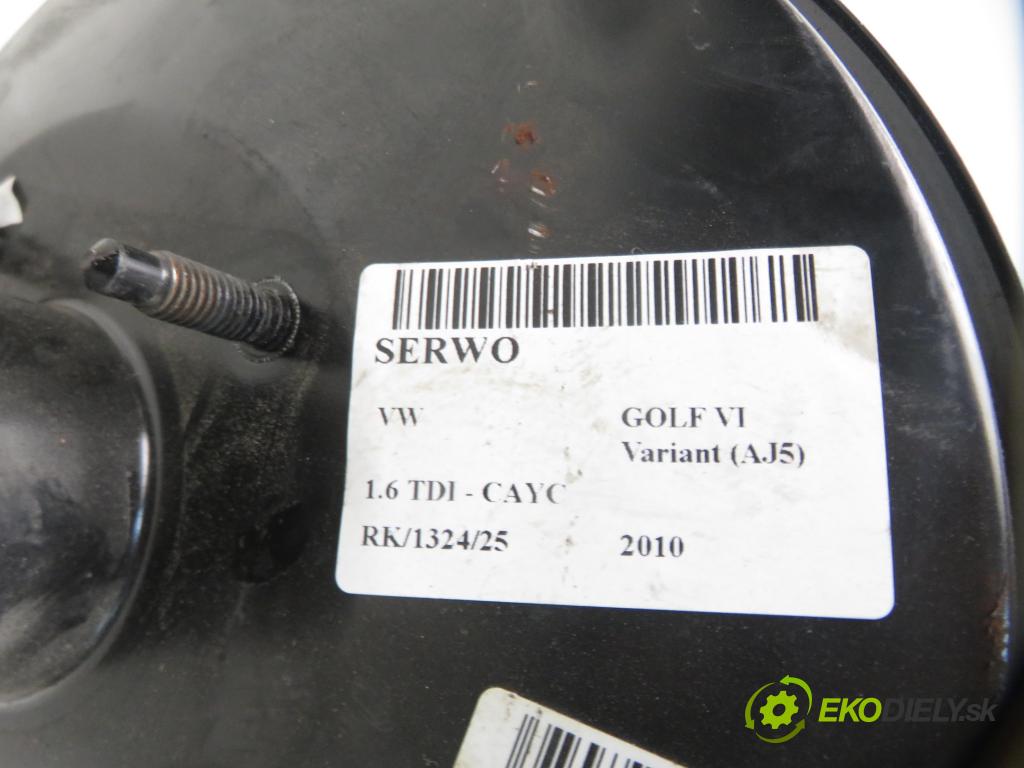 SERWO
VW GOLF VI
Variant (AJ5)
1.6 TDI - CAYC
RK/1324/25 2010
EKODIELY.sk